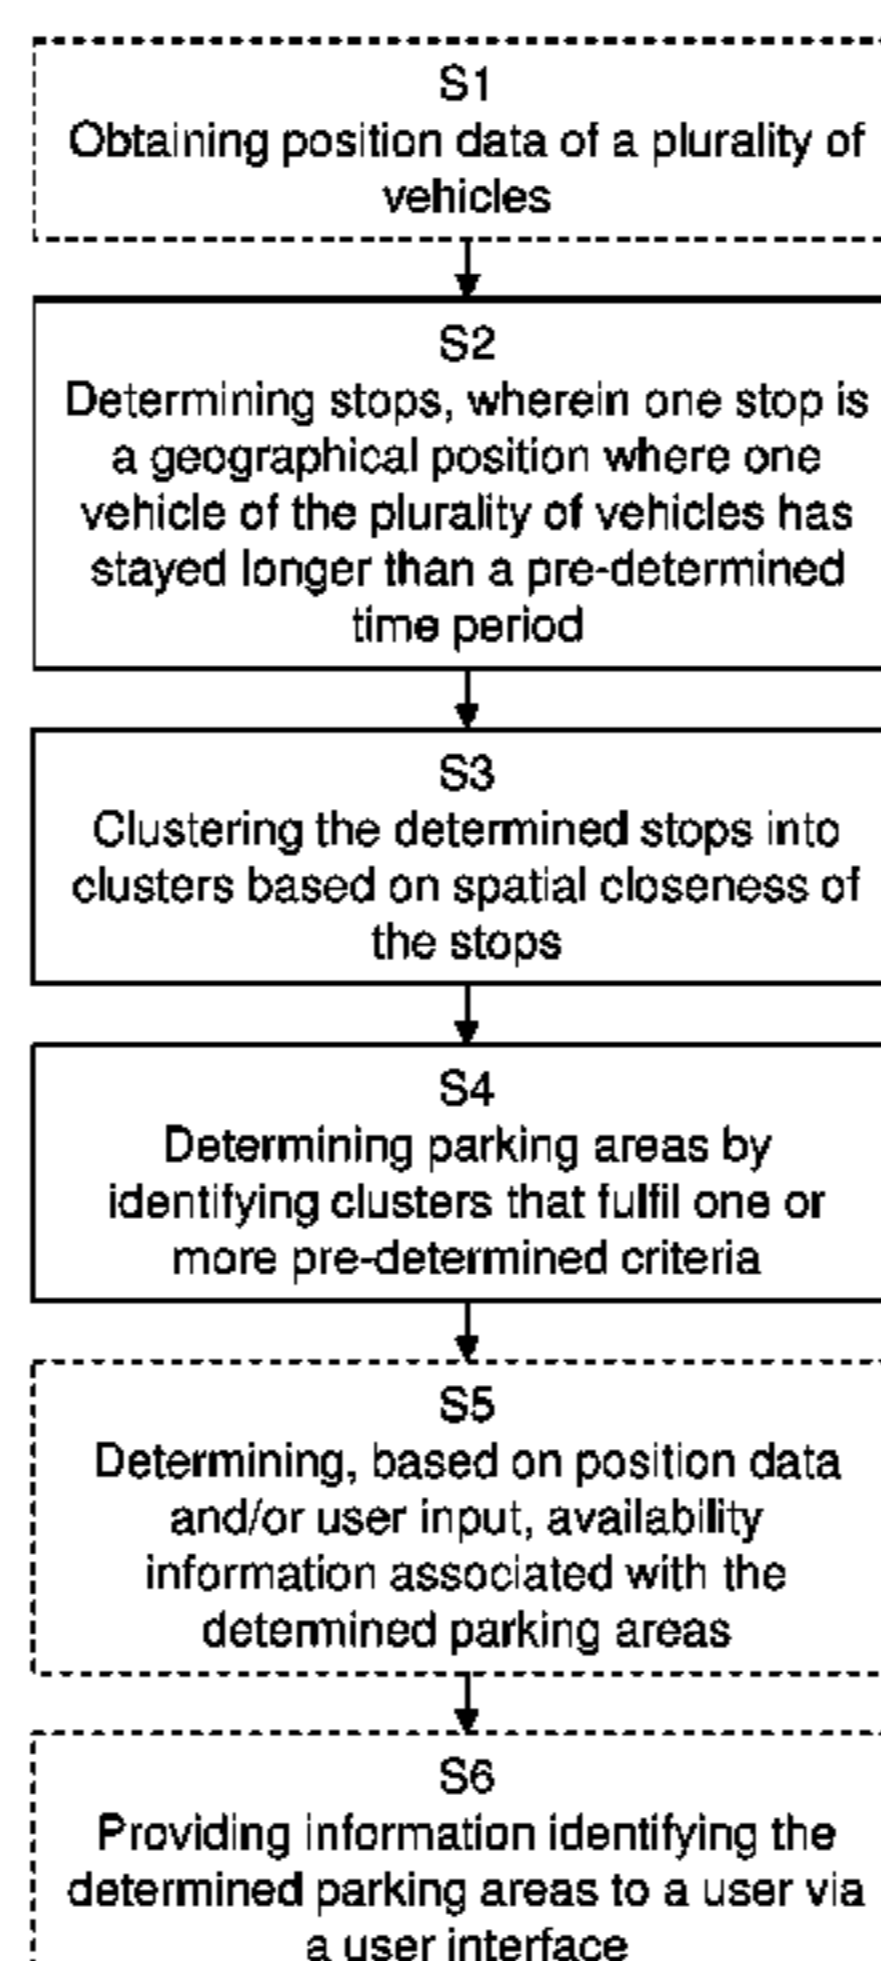 S1
Obtaining position data of a plurality of
vehicles
S2
Determining stops, wherein one stop is
a geographical position where one
vehicle of the plurality of vehicles has
stayed longer than a pre-determined
time period
S3
Clustering the determined stops into
clusters based on spatial closeness of
the stops
S4
Determining parking areas by
identifying clusters that fulfil one or
more pre-determined criteria
S5
Determining, based on position data
and/or user input, availability
information associated with the
determined parking areas
S6
Providing information identifying the
determined parking areas to a user via
a user interface